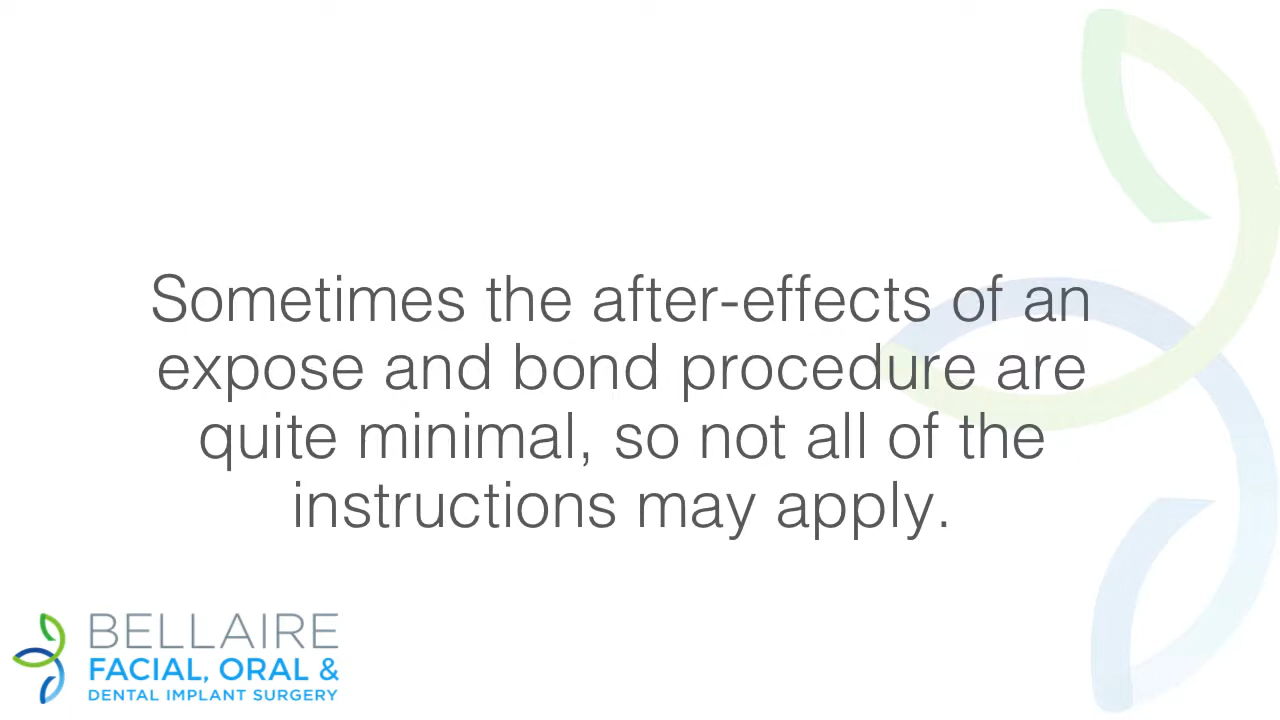 Sometimes the after-effects of an
expose and bond procedure are
quite minimal, so not all of the
instructions may apply.
BELLAIRE
FACIAL, ORAL &
DENTAL IMPLANT SURGERY